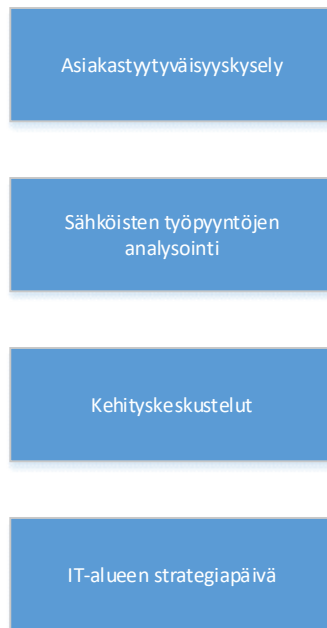 Asiakastyytyväisyyskysely
Sähköisten työpyyntöjen
analysointi
Kehityskeskustelut
IT-alueen strategiapäivä